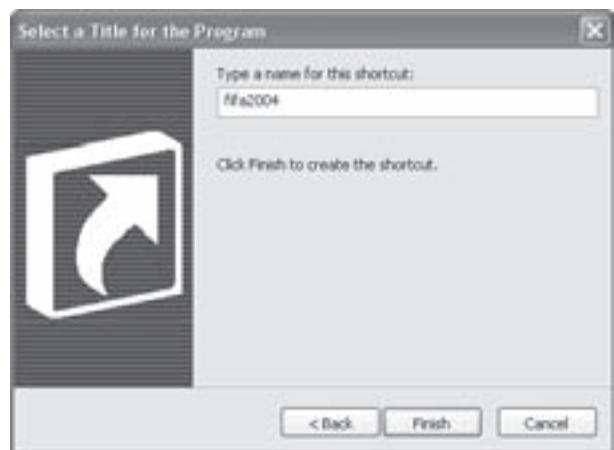 Select a Title for the Program
Type a name for this shortcut:
fifa2004
Click Finish to create the shortcut.
< Back
Finish
Cancel